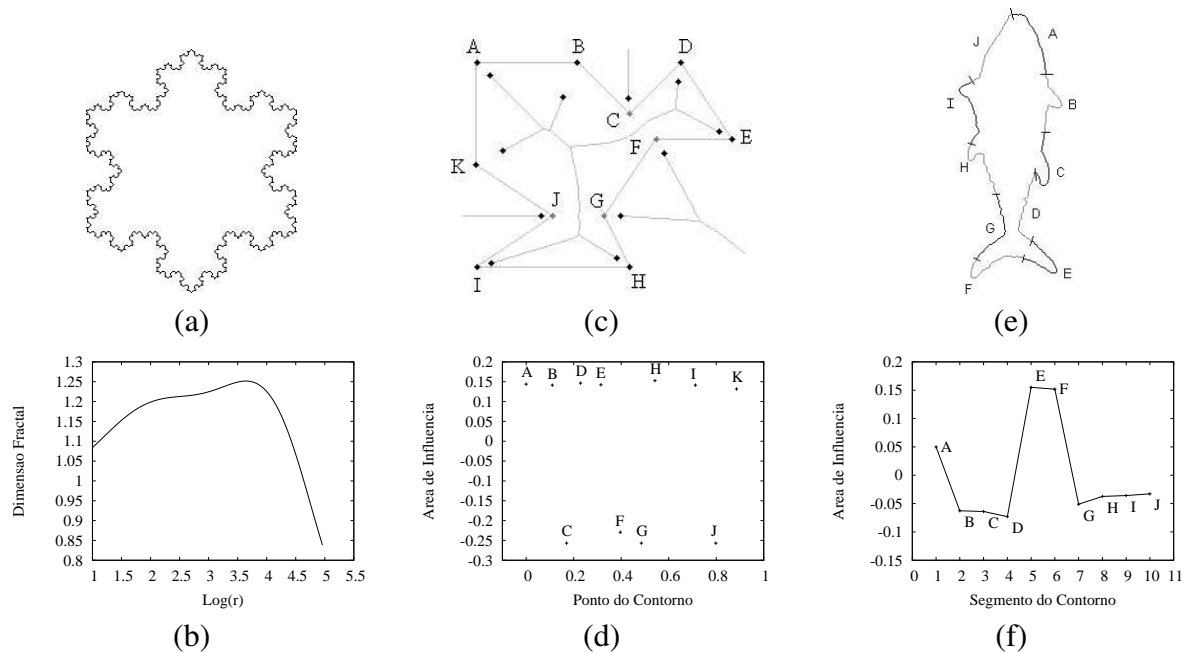 A
B
C
D
E
F
G
H
I
J
K
A
B
C
D
E
F
G
H
I
J
(a)
(c)
(e)
1.3
1.25
1.2
1.15
1.1
1.05
1
0.95
0.9
0.85
0.8
1 1.5 2 2.5 3 3.5 4 4.5 5 5.5
Dimensao Fractal
Log(r)
(b)
0.2
0.15
0.1
0.05
0
-0.05
-0.1
-0.15
-0.2
-0.25
-0.3
0 0.2 0.4 0.6 0.8 1
A B D E H I K
C F G J
Area de Influencia
Ponto do Contorno
(d)
0.2
0.15
0.1
0.05
0
-0.05
-0.1
-0.15
0 1 2 3 4 5 6 7 8 9 10 11
A
B
C
D
E
F
G
H
I
J
Area de Influencia
Segmento do Contorno
(f)